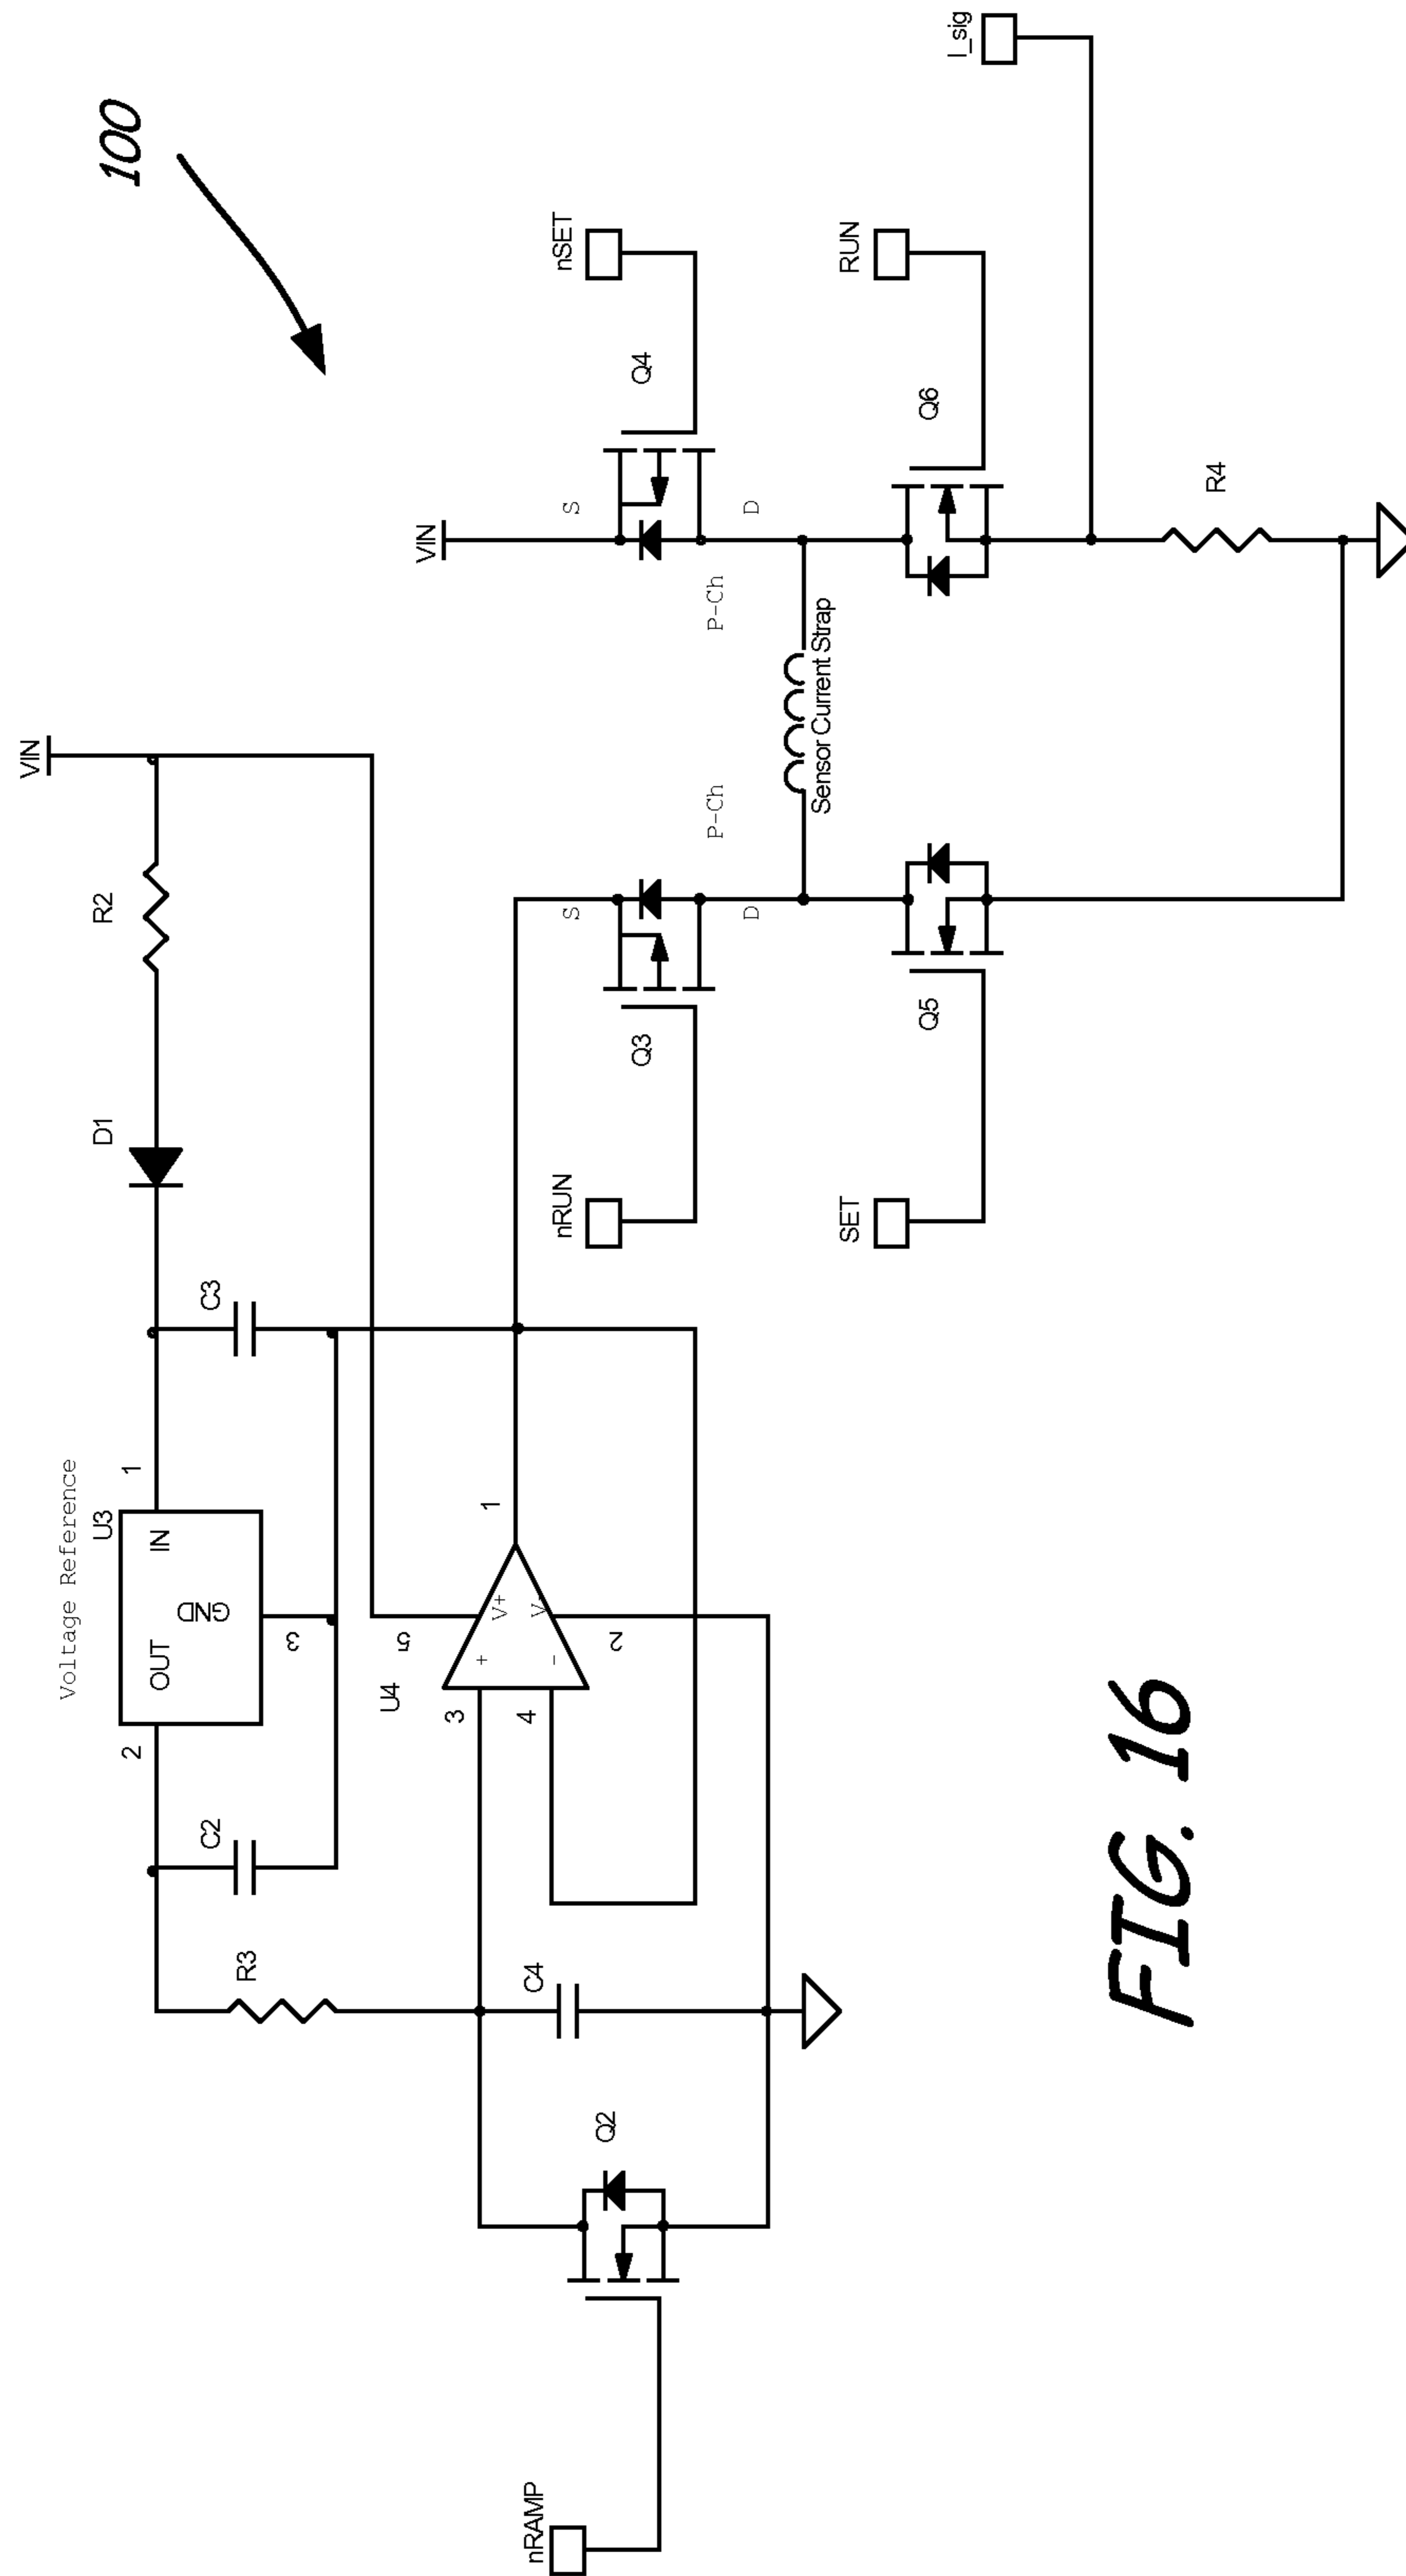 100
VIN
Voltage Reference
U3
D1
R2
2
OUT
IN
1
GND
3
C2
C3
R3
VIN
nSET
I_sig
5
U4
3
+
V+
1
4
-
V-
2
C4
nRAMP
Q2
nRUN
Q3
S
P-Ch
D
S
P-Ch
D
Q4
Sensor Current Strap
SET
Q5
Q6
RUN
R4
FIG. 16